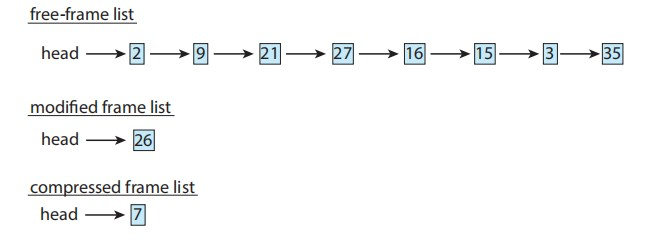 free-frame list
head 2 9 21 27 16 15 3 35
modified frame list
head 26
compressed frame list
head 7